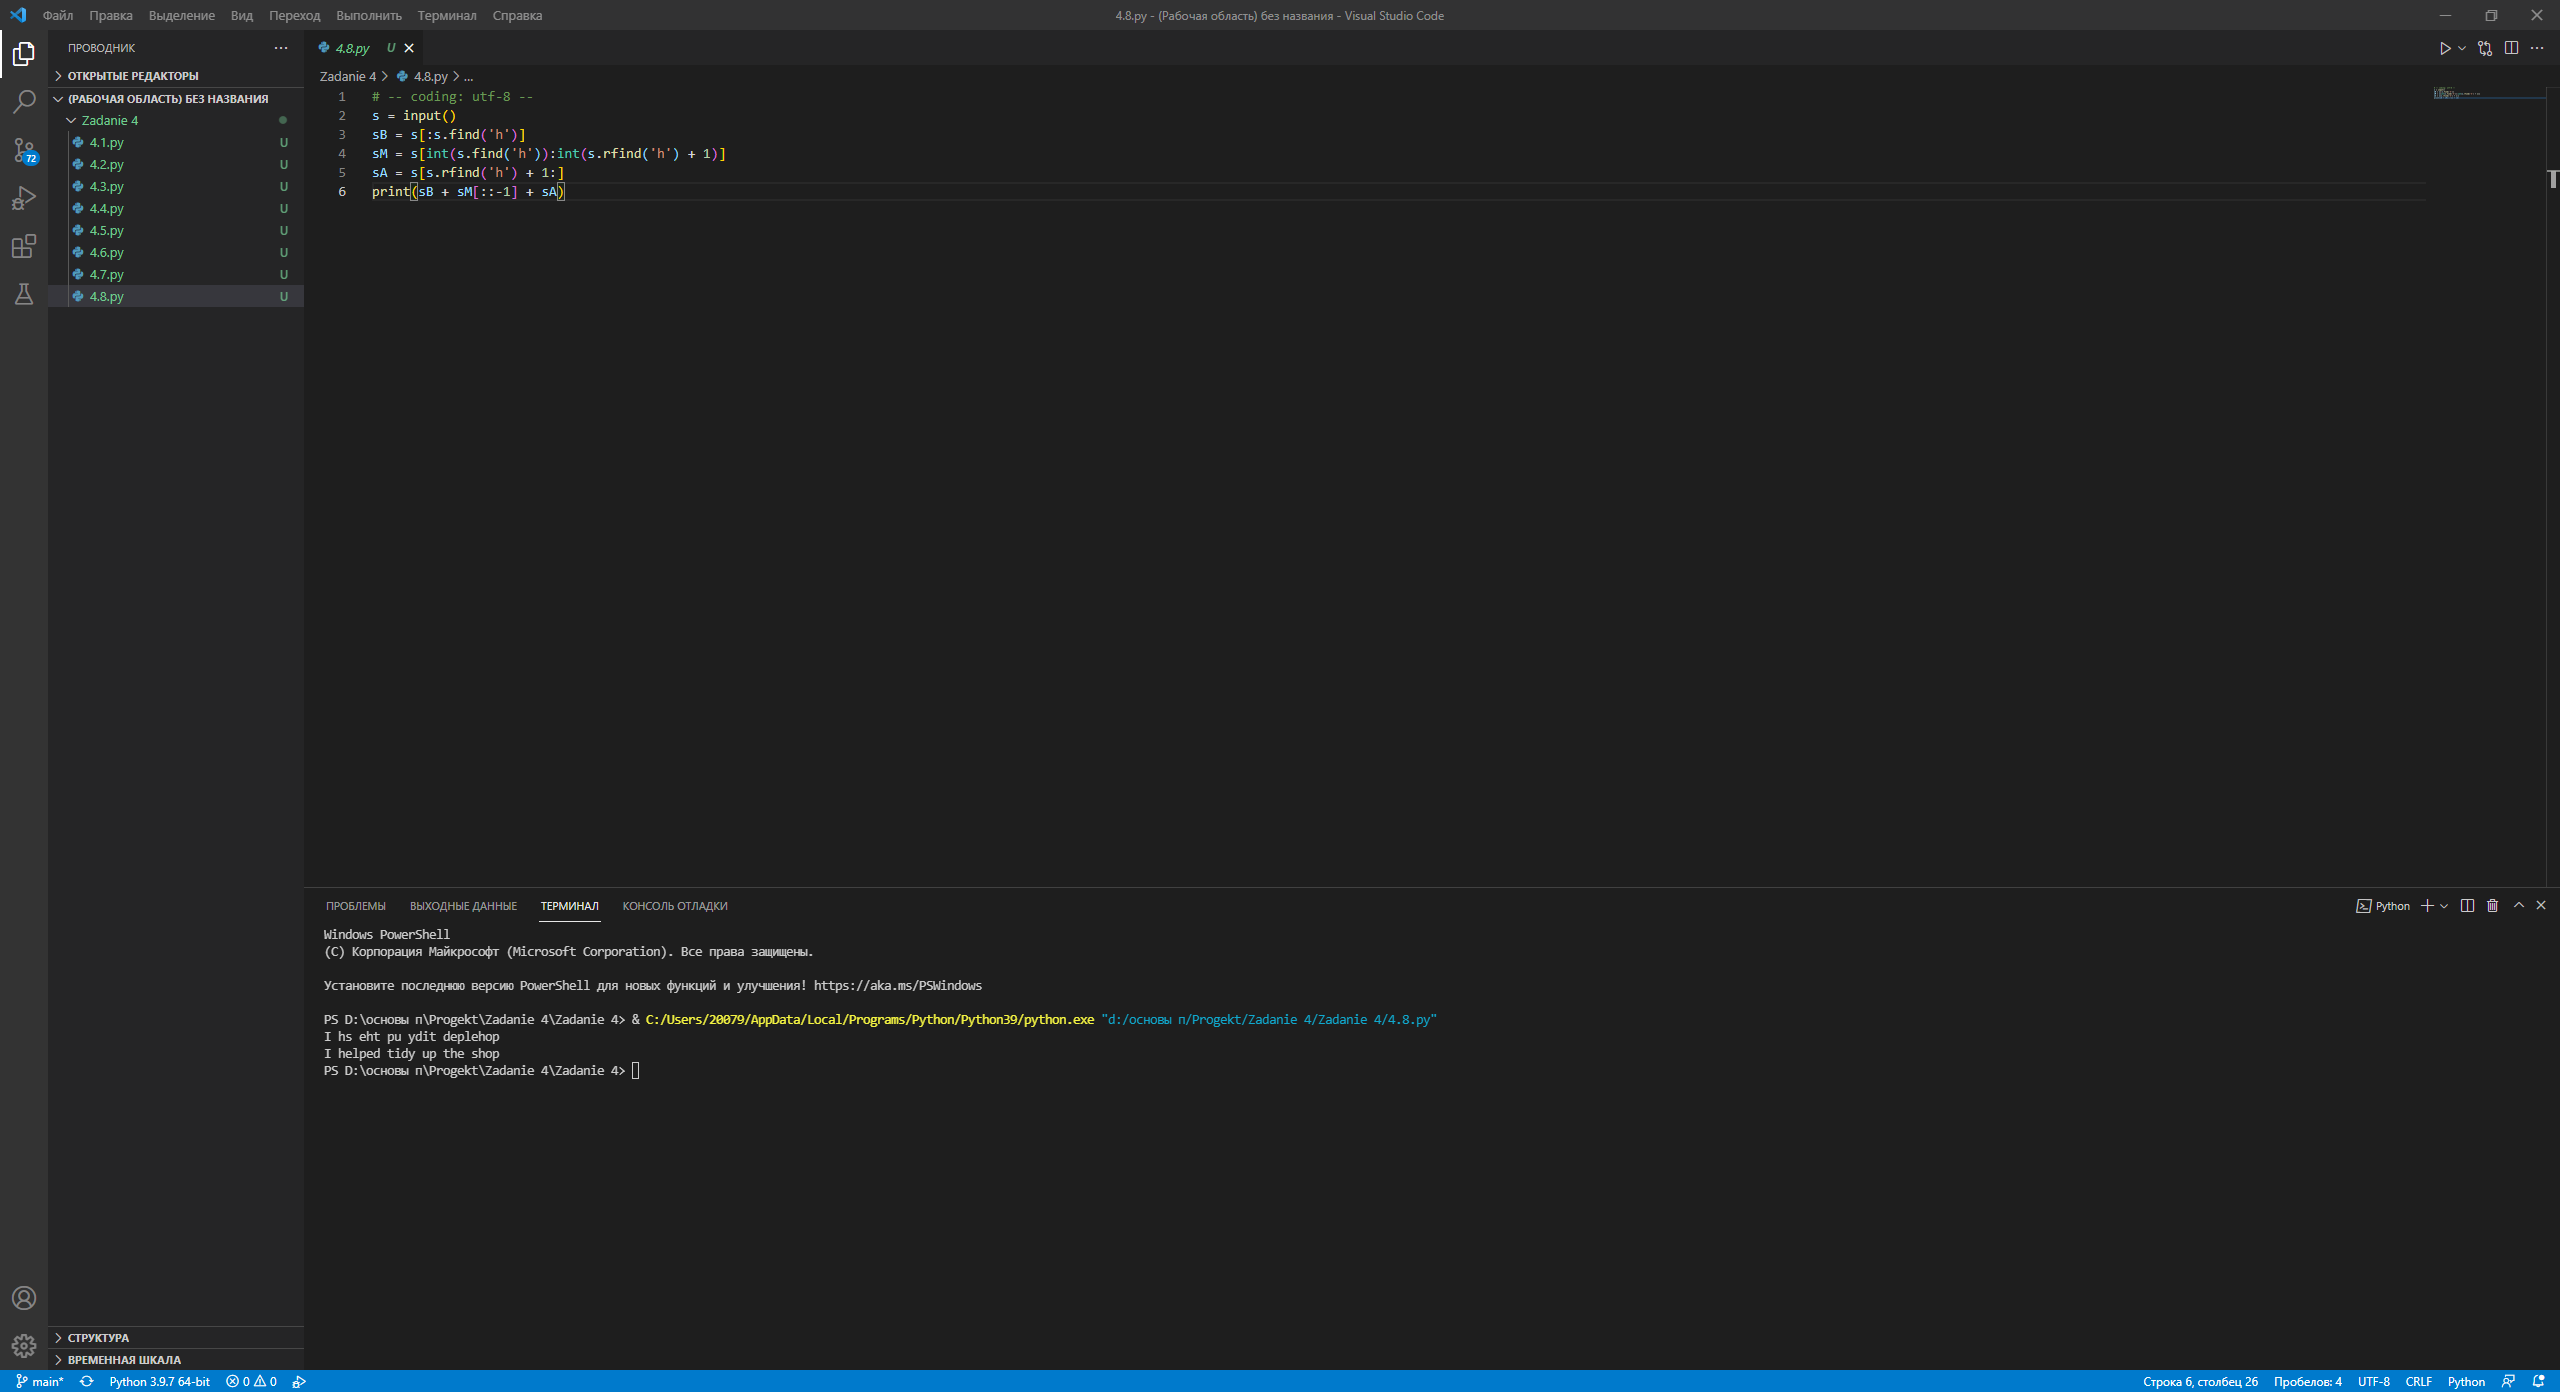 Файл Правка Выделение Вид Переход Выполнить Терминал Справка
4.8.py - (Рабочая область) без названия - Visual Studio Code
ПРОВОДНИК
ОТКРЫТЫЕ РЕДАКТОРЫ
(РАБОЧАЯ ОБЛАСТЬ) БЕЗ НАЗВАНИЯ
Zadanie 4
4.1.py U
4.2.py U
4.3.py U
4.4.py U
4.5.py U
4.6.py U
4.7.py U
4.8.py U
72
СТРУКТУРА
ВРЕМЕННАЯ ШКАЛА
4.8.py U
Zadanie 4 > 4.8.py > ...
1 # -- coding: utf-8 --
2 s = input()
3 sB = s[:s.find('h')]
4 sM = s[int(s.find('h')):int(s.rfind('h') + 1)]
5 sA = s[s.rfind('h') + 1:]
6 print(sB + sM[::-1] + sA)
ПРОБЛЕМЫ ВЫХОДНЫЕ ДАННЫЕ ТЕРМИНАЛ КОНСОЛЬ ОТЛАДКИ
Python
Windows PowerShell
(C) Корпорация Майкрософт (Microsoft Corporation). Все права защищены.
Установите последнюю версию PowerShell для новых функций и улучшения! https://aka.ms/PSWindows
PS D:\основы п\Progekt\Zadanie 4\Zadanie 4> & C:/Users/20079/AppData/Local/Programs/Python/Python39/python.exe "d:/основы п/Progekt/Zadanie 4/Zadanie 4/4.8.py"
I hs eht pu ydit deplehop
I helped tidy up the shop
PS D:\основы п\Progekt\Zadanie 4\Zadanie 4>
main* Python 3.9.7 64-bit 0 0
Строка 6, столбец 26 Пробелов: 4 UTF-8 CRLF Python